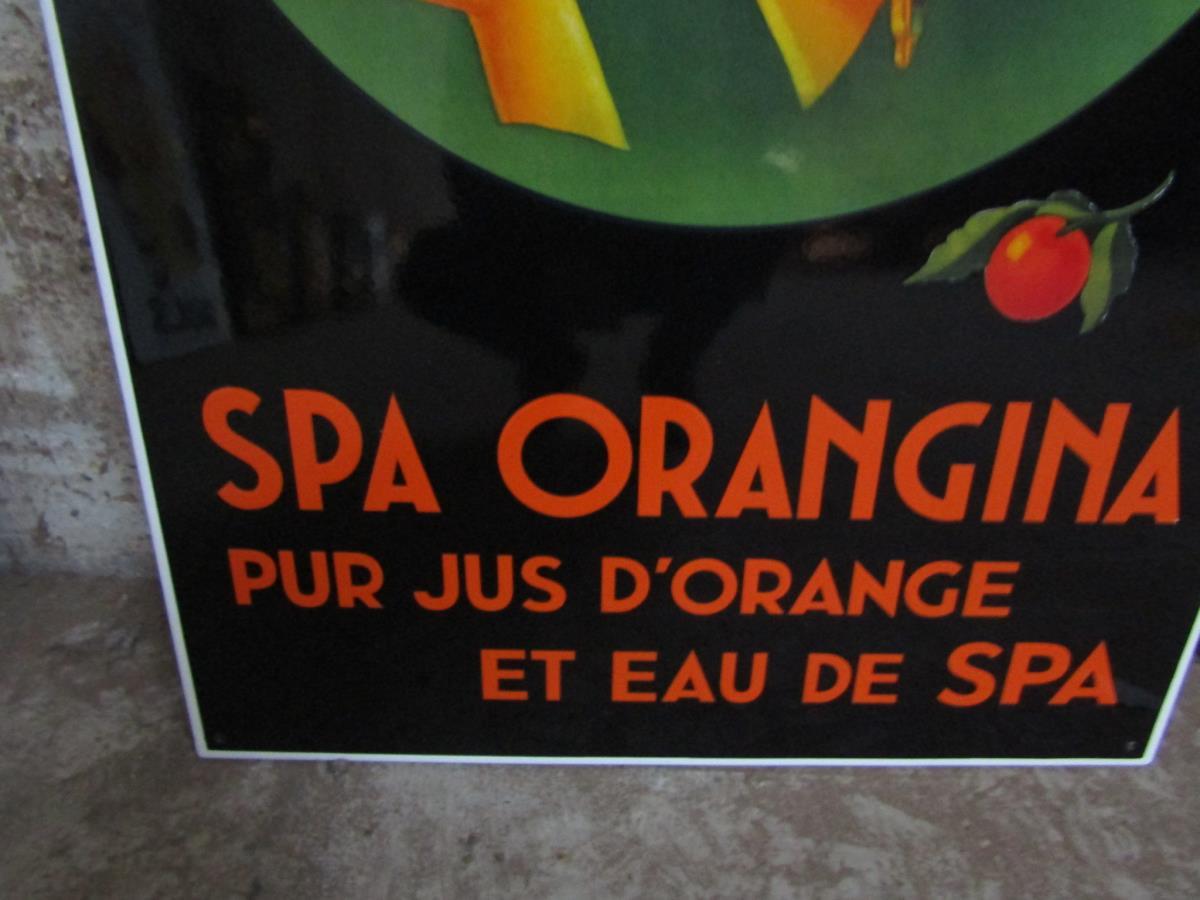 SPA ORANGINA
PUR JUS D'ORANGE
ET EAU DE SPA